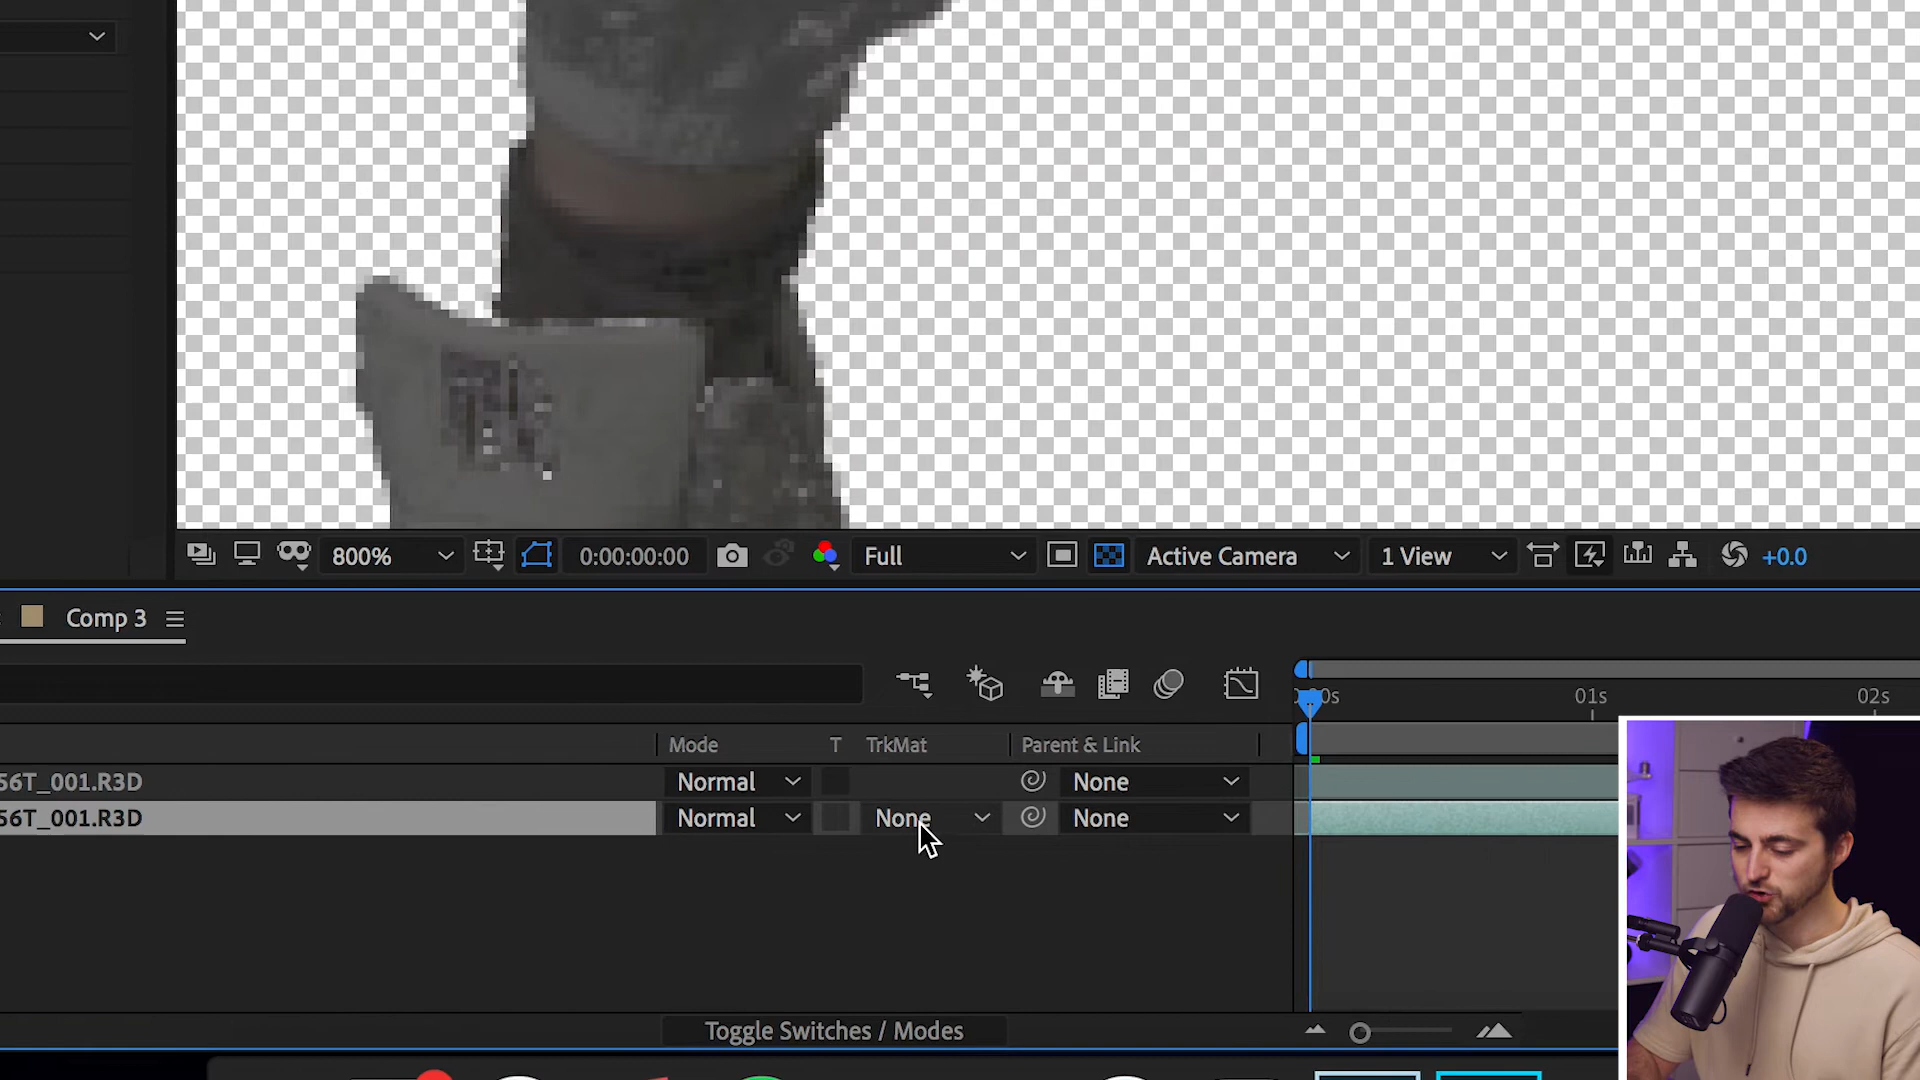 800%
0:00:00:00
Full
Active Camera
1 View
+0.0
Comp 3
01s
02s
Mode
T
TrkMat
Parent & Link
56T_001.R3D
Normal
None
56T_001.R3D
Normal
None
None
Toggle Switches / Modes